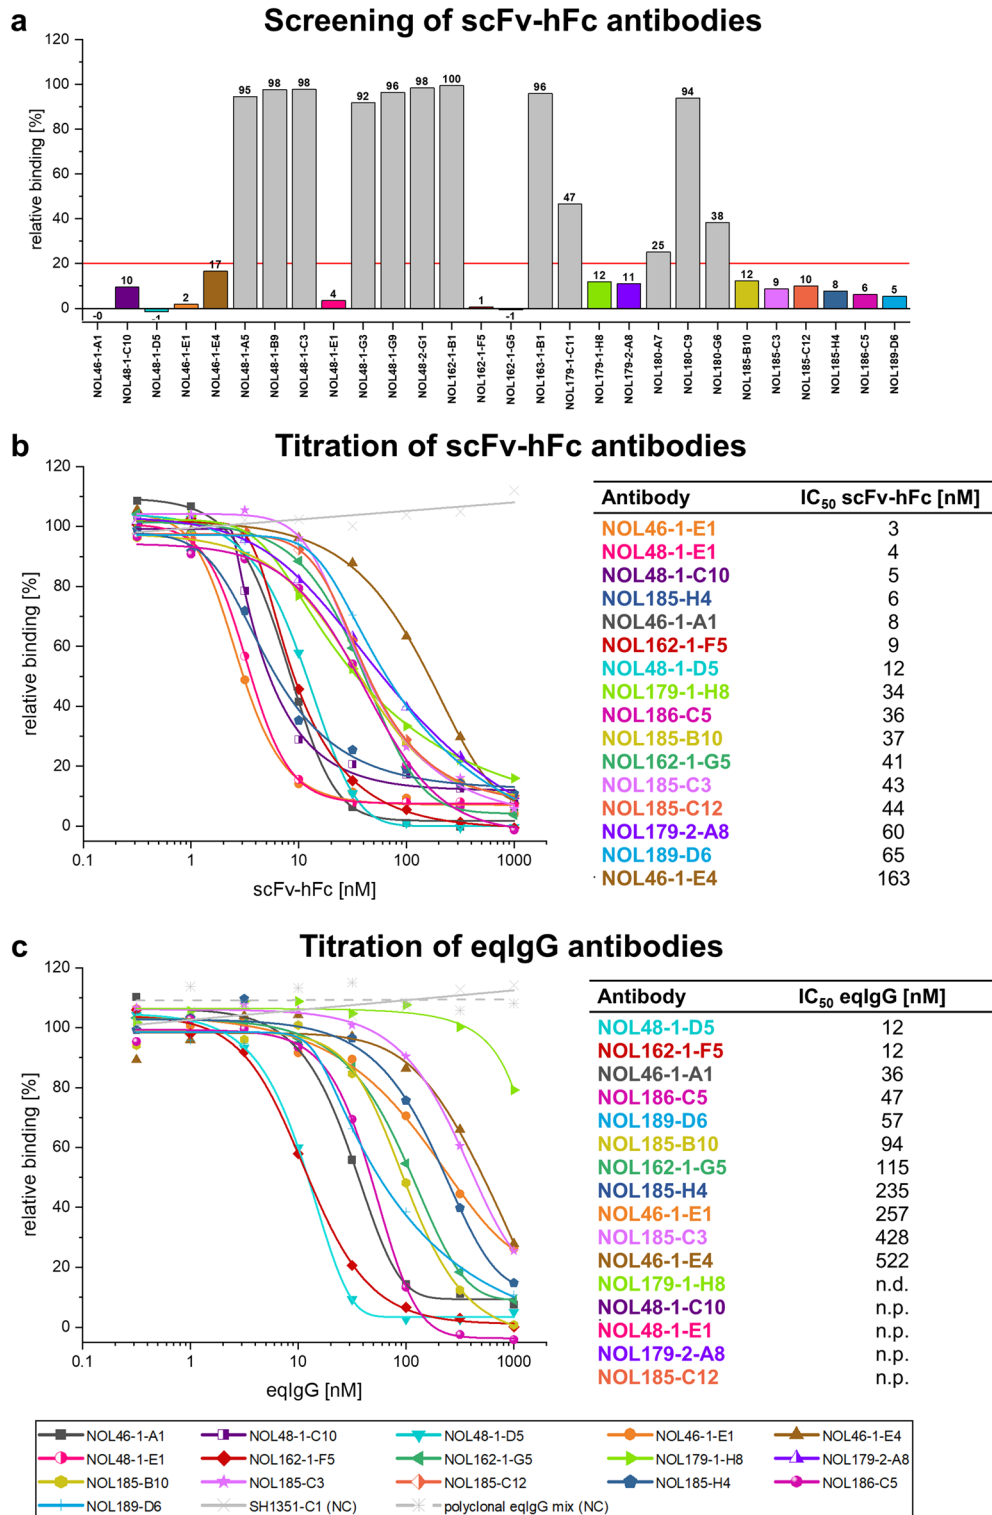 a Screening of scFv-hFc antibodies
relative binding [%]
120
100
80
60
40
20
0
-0
10
-1
2
17
95
98
98
4
92
96
98
100
1
-1
96
47
12
11
25
94
38
12
9
10
8
6
5
NOL46-1-A1
NOL48-1-C10
NOL48-1-D5
NOL46-1-E1
NOL46-1-E4
NOL48-1-A5
NOL48-1-B9
NOL48-1-C3
NOL48-1-E1
NOL48-1-G3
NOL48-1-G9
NOL48-2-G1
NOL162-1-B1
NOL162-1-F5
NOL162-1-G5
NOL163-1-B1
NOL179-1-C11
NOL179-1-H8
NOL179-2-A8
NOL180-A7
NOL180-C9
NOL180-G6
NOL185-B10
NOL185-C3
NOL185-C12
NOL185-H4
NOL186-C5
NOL189-D6
b Titration of scFv-hFc antibodies
relative binding [%]
120
100
80
60
40
20
0
0.1 1 10 100 1000
scFv-hFc [nM]
Antibody IC50 scFv-hFc [nM]
NOL46-1-E1 3
NOL48-1-E1 4
NOL48-1-C10 5
NOL185-H4 6
NOL46-1-A1 8
NOL162-1-F5 9
NOL48-1-D5 12
NOL179-1-H8 34
NOL186-C5 36
NOL185-B10 37
NOL162-1-G5 41
NOL185-C3 43
NOL185-C12 44
NOL179-2-A8 60
NOL189-D6 65
NOL46-1-E4 163
c Titration of eqIgG antibodies
relative binding [%]
120
100
80
60
40
20
0
0.1 1 10 100 1000
eqIgG [nM]
Antibody IC50 eqIgG [nM]
NOL48-1-D5 12
NOL162-1-F5 12
NOL46-1-A1 36
NOL186-C5 47
NOL189-D6 57
NOL185-B10 94
NOL162-1-G5 115
NOL185-H4 235
NOL46-1-E1 257
NOL185-C3 428
NOL46-1-E4 522
NOL179-1-H8 n.d.
NOL48-1-C10 n.p.
NOL48-1-E1 n.p.
NOL179-2-A8 n.p.
NOL185-C12 n.p.
NOL46-1-A1 NOL48-1-C10 NOL48-1-D5 NOL46-1-E1 NOL46-1-E4
NOL48-1-E1 NOL162-1-F5 NOL162-1-G5 NOL179-1-H8 NOL179-2-A8
NOL185-B10 NOL185-C3 NOL185-C12 NOL185-H4 NOL186-C5
NOL189-D6 SH1351-C1 (NC) polyclonal eqIgG mix (NC)